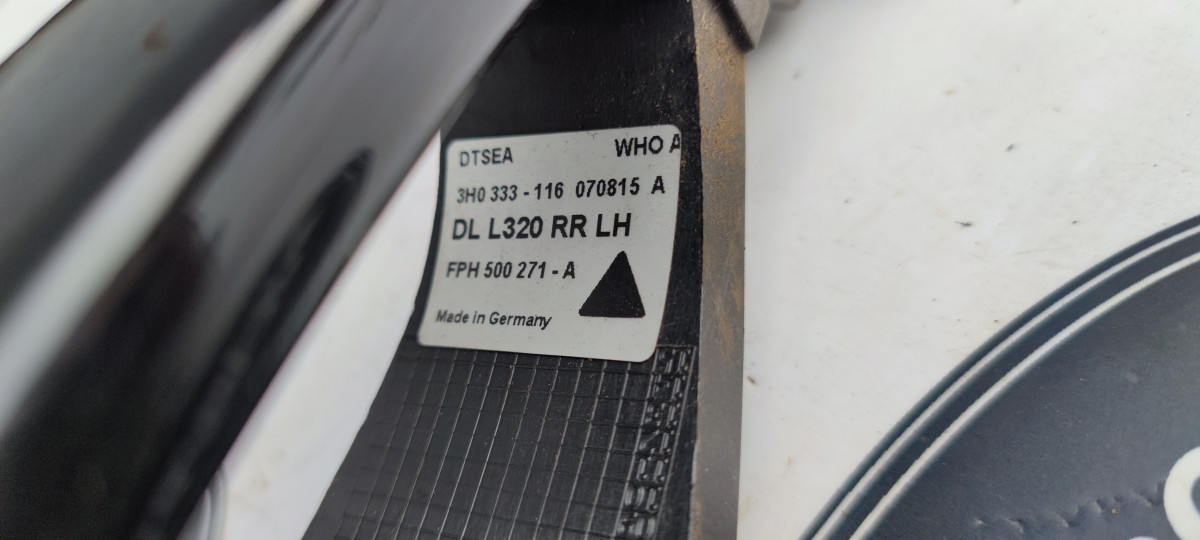 DTSEA WHO A
3H0 333 - 116 070815 A
DL L320 RR LH
FPH 500 271 - A
Made in Germany